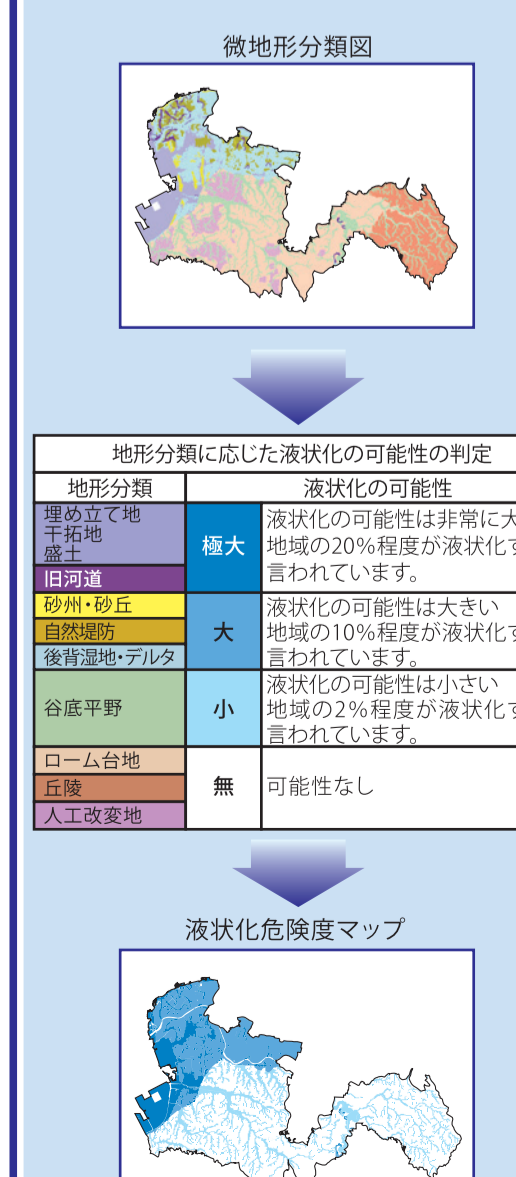 微地形分類図
地形分類に応じた液状化の可能性の判定
地形分類
液状化の可能性
埋め立て地
干拓地
盛土
旧河道
極大
液状化の可能性は非常に大
地域の20%程度が液状化す
言われています。
砂州・砂丘
自然堤防
後背湿地・デルタ
大
液状化の可能性は大きい
地域の10%程度が液状化す
言われています。
谷底平野
小
液状化の可能性は小さい
地域の2%程度が液状化す
言われています。
ローム台地
丘陵
人工改変地
無
可能性なし
液状化危険度マップ